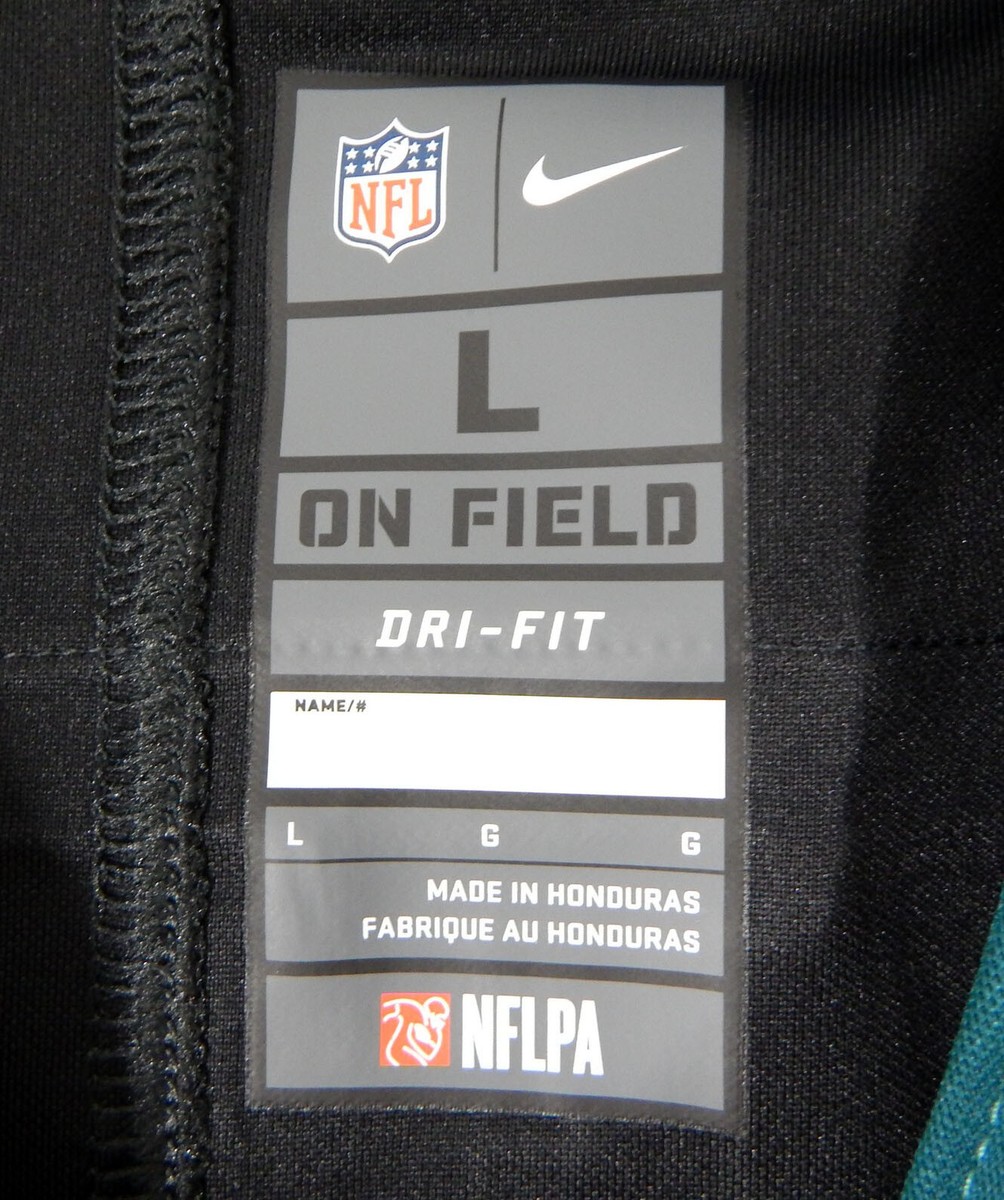 NFL
L
ON FIELD
DRI-FIT
NAME/#
L G G
MADE IN HONDURAS
FABRIQUE AU HONDURAS
NFLPA